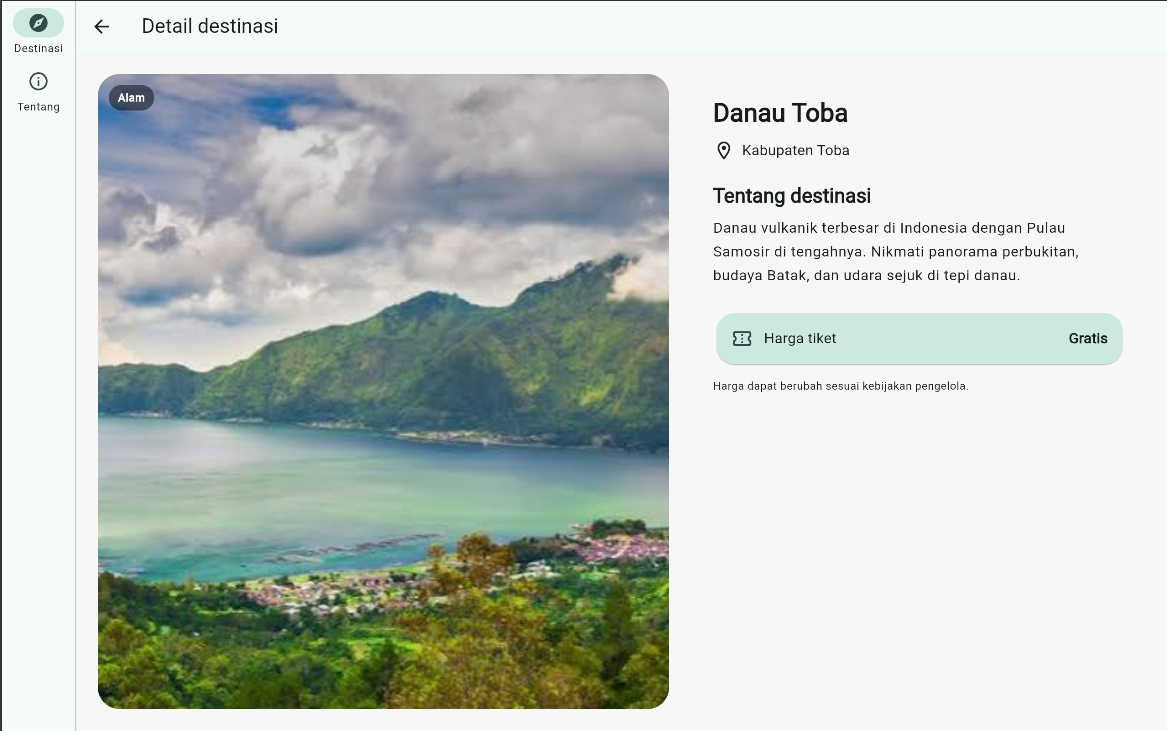 Destinasi
Tentang
Detail destinasi
Alam
Danau Toba
Kabupaten Toba
Tentang destinasi
Danau vulkanik terbesar di Indonesia dengan Pulau
Samosir di tengahnya. Nikmati panorama perbukitan,
budaya Batak, dan udara sejuk di tepi danau.
Harga tiket
Gratis
Harga dapat berubah sesuai kebijakan pengelola.